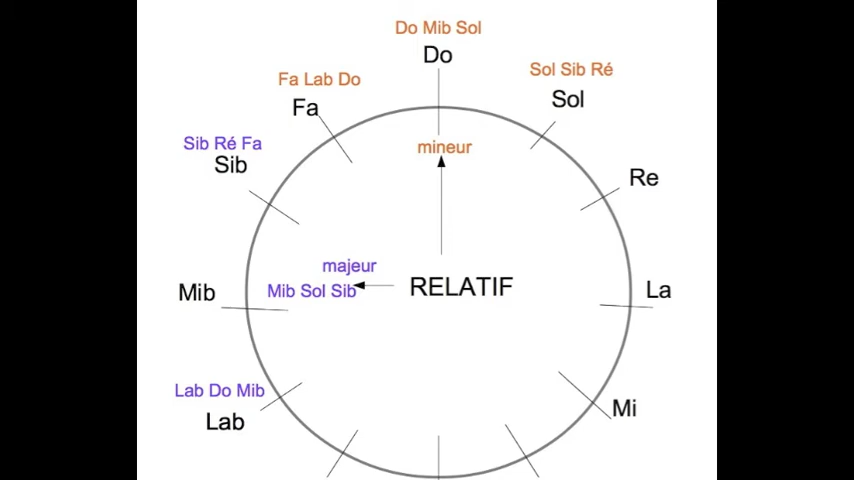 Do Mib Sol
Do
Fa Lab Do
Fa
Sol Sib Ré
Sol
Sib Ré Fa
Sib
mineur
Re
majeur
Mib
Mib Sol Sib
RELATIF
La
Lab Do Mib
Lab
Mi